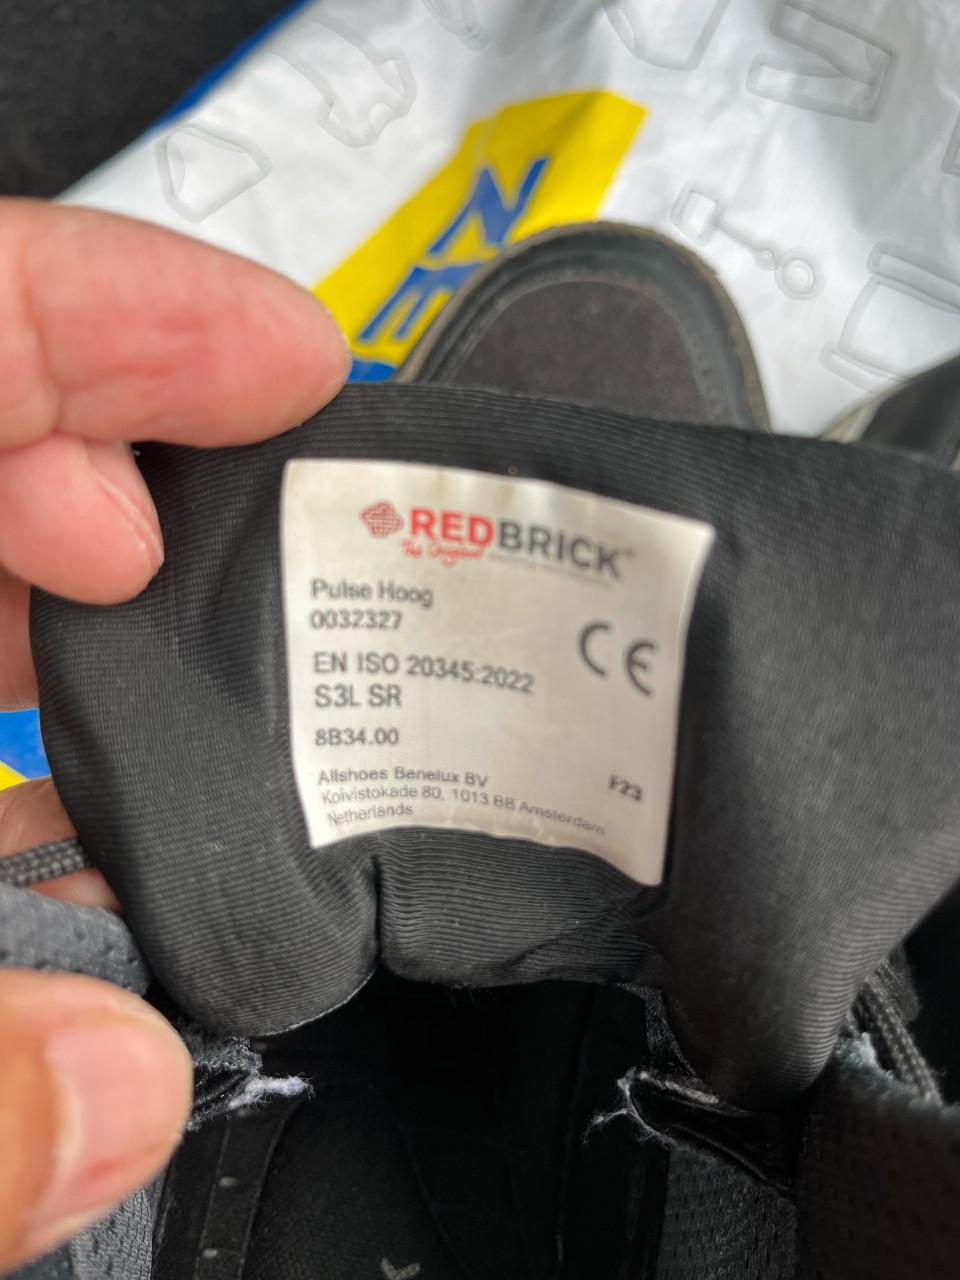 NE
REDBRICK
The Original
Pulse Hoog
0032327
CE
EN ISO 20345:2022
S3L SR
8B34.00
Allshoes Benelux BV
F23
Koivistokade 80, 1013 BB Amsterdam
Netherlands